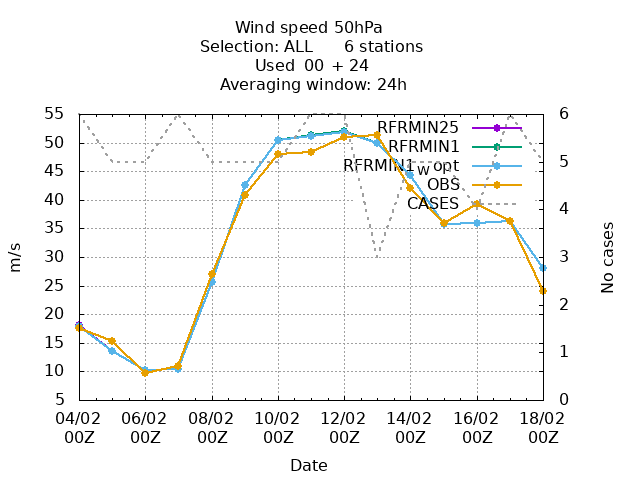 Wind speed 50hPa
Selection: ALL 6 stations
Used 00 + 24
Averaging window: 24h
55
50
45
40
35
30
25
20
15
10
5
m/s
RFRMIN25
RFRMIN1
RFRMIN1_wopt
OBS
CASES
6
5
4
3
2
1
0
No cases
04/02 06/02 08/02 10/02 12/02 14/02 16/02 18/02
00Z 00Z 00Z 00Z 00Z 00Z 00Z 00Z
Date